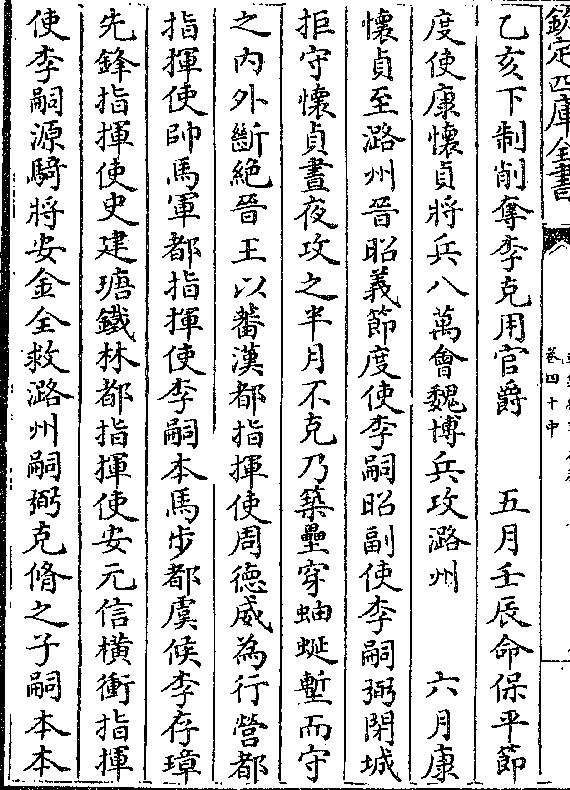 欽定四庫全書
卷四十中
乙亥下制削奪李克用官爵　　五月壬辰命保平節
度使康懷貞將兵八萬會魏博兵攻潞州　　六月康
懷貞至潞州晉昭義節度使李嗣昭副使李嗣弼閉城
拒守懷貞晝夜攻之半月不克乃築壘穿蚰蜒塹而守
之内外斷絶晉王以蕃漢都指揮使周德威為行營都
指揮使帥馬軍都指揮使李嗣本馬步都虞候李存璋
先鋒指揮使史建瑭鐵林都指揮使安元信横衝指揮
使李嗣源騎將安金全救潞州嗣弼克脩之子嗣本本